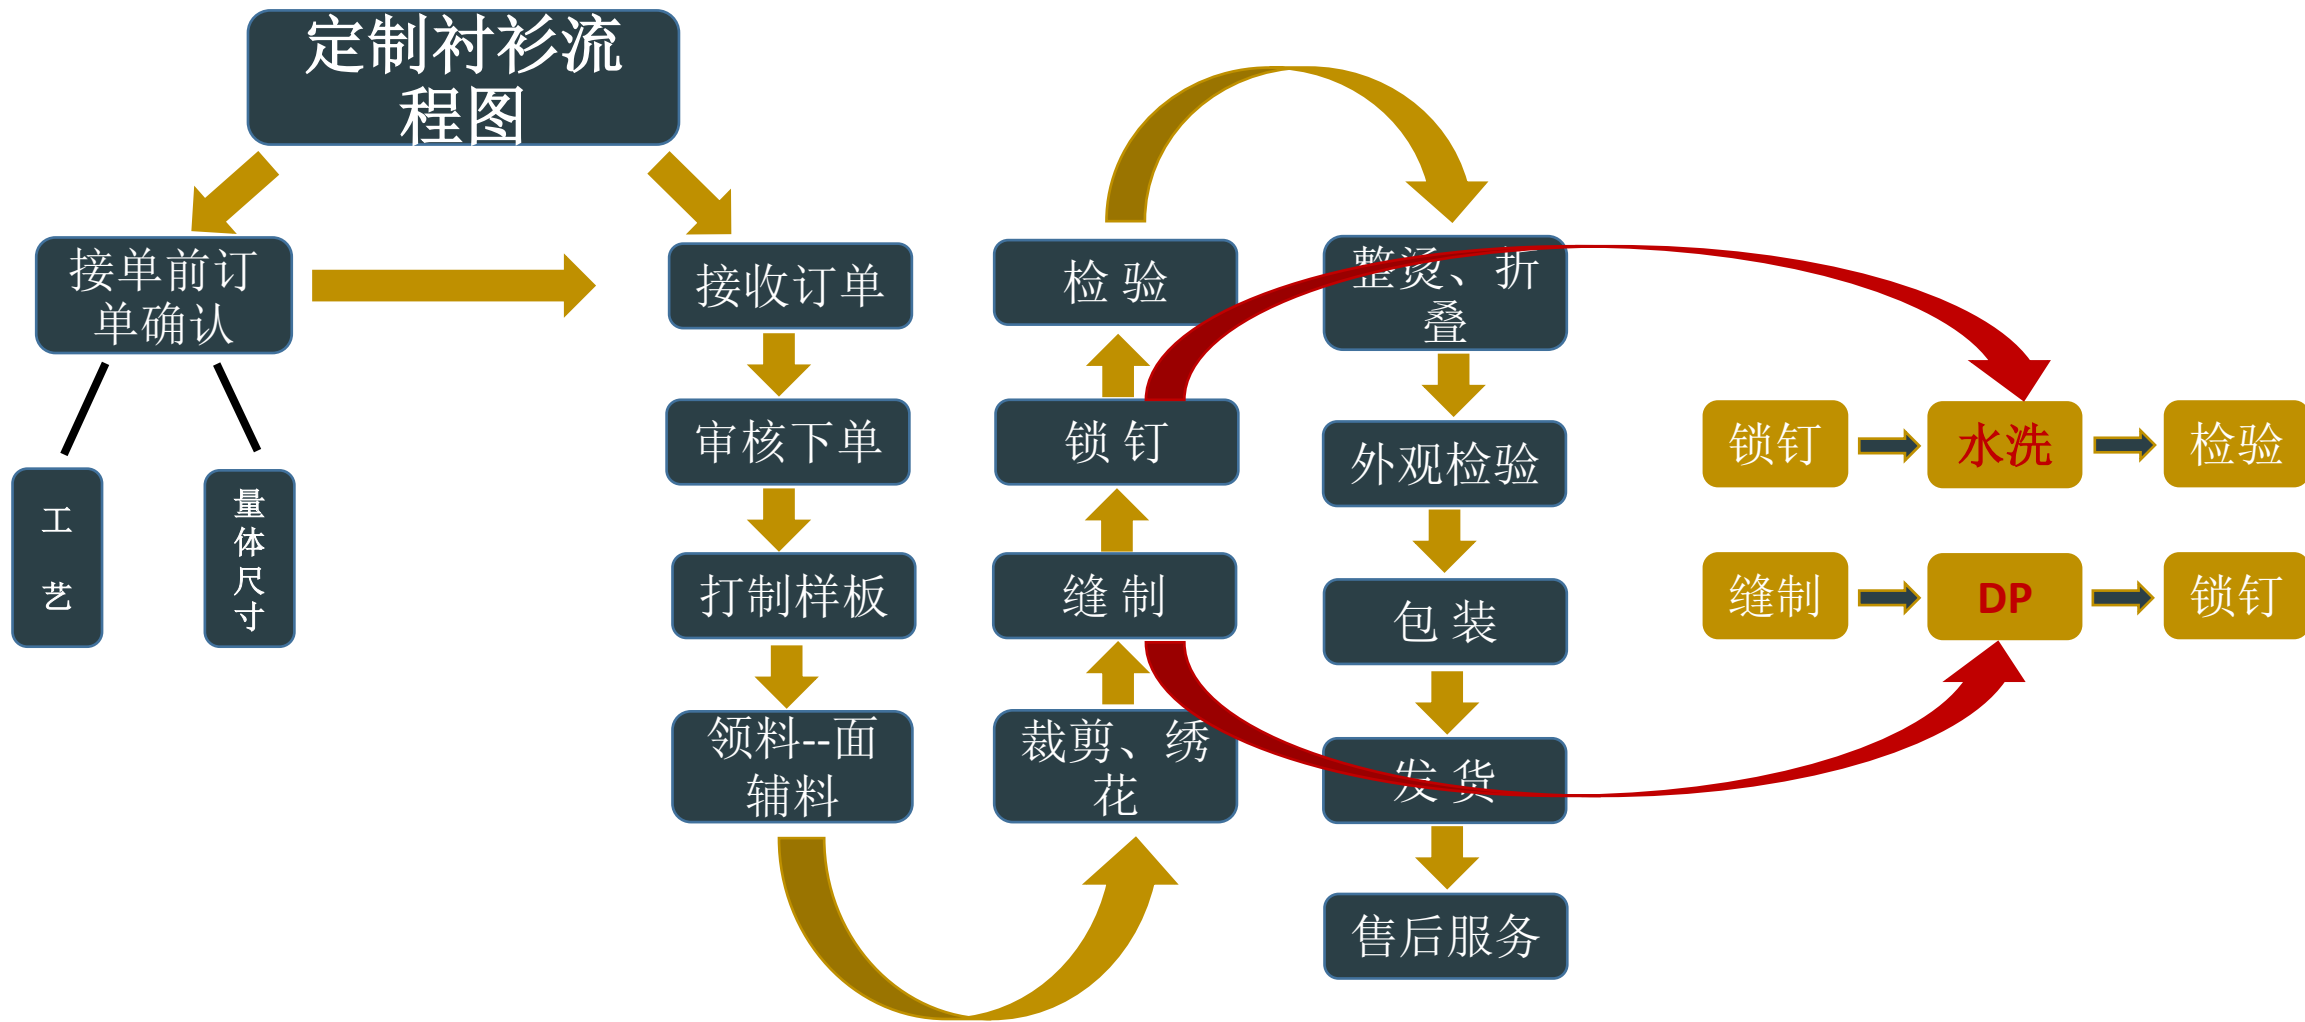 定制衬衫流
程图
接单前订
单确认
工
艺
量
体
尺
寸
接收订单
审核下单
打制样板
领料--面
辅料
检 验
锁 钉
缝 制
裁剪、绣
花
整烫、折
叠
外观检验
包 装
发 货
售后服务
锁钉
水洗
检验
缝制
DP
锁钉